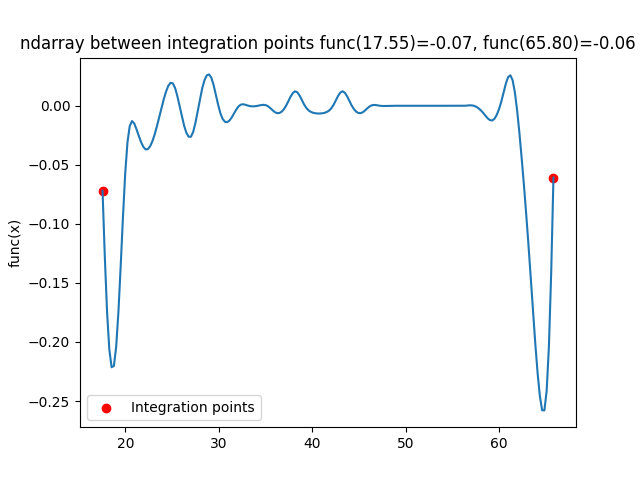 ndarray between integration points func(17.55)=-0.07, func(65.80)=-0.06
func(x)
0.00
−0.05
−0.10
−0.15
−0.20
−0.25
Integration points
20 30 40 50 60